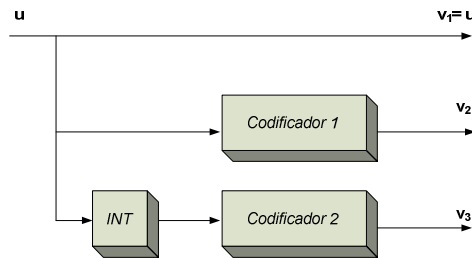 u
v₁= u
Codificador 1
v₂
INT
Codificador 2
v₃